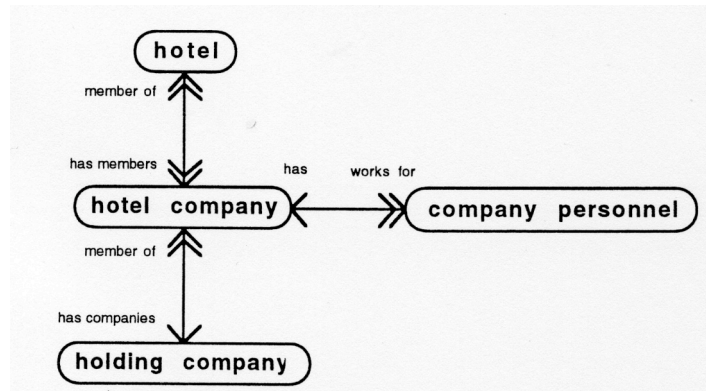 hotel
member of
has members
has
works for
hotel company
company personnel
member of
has companies
holding company